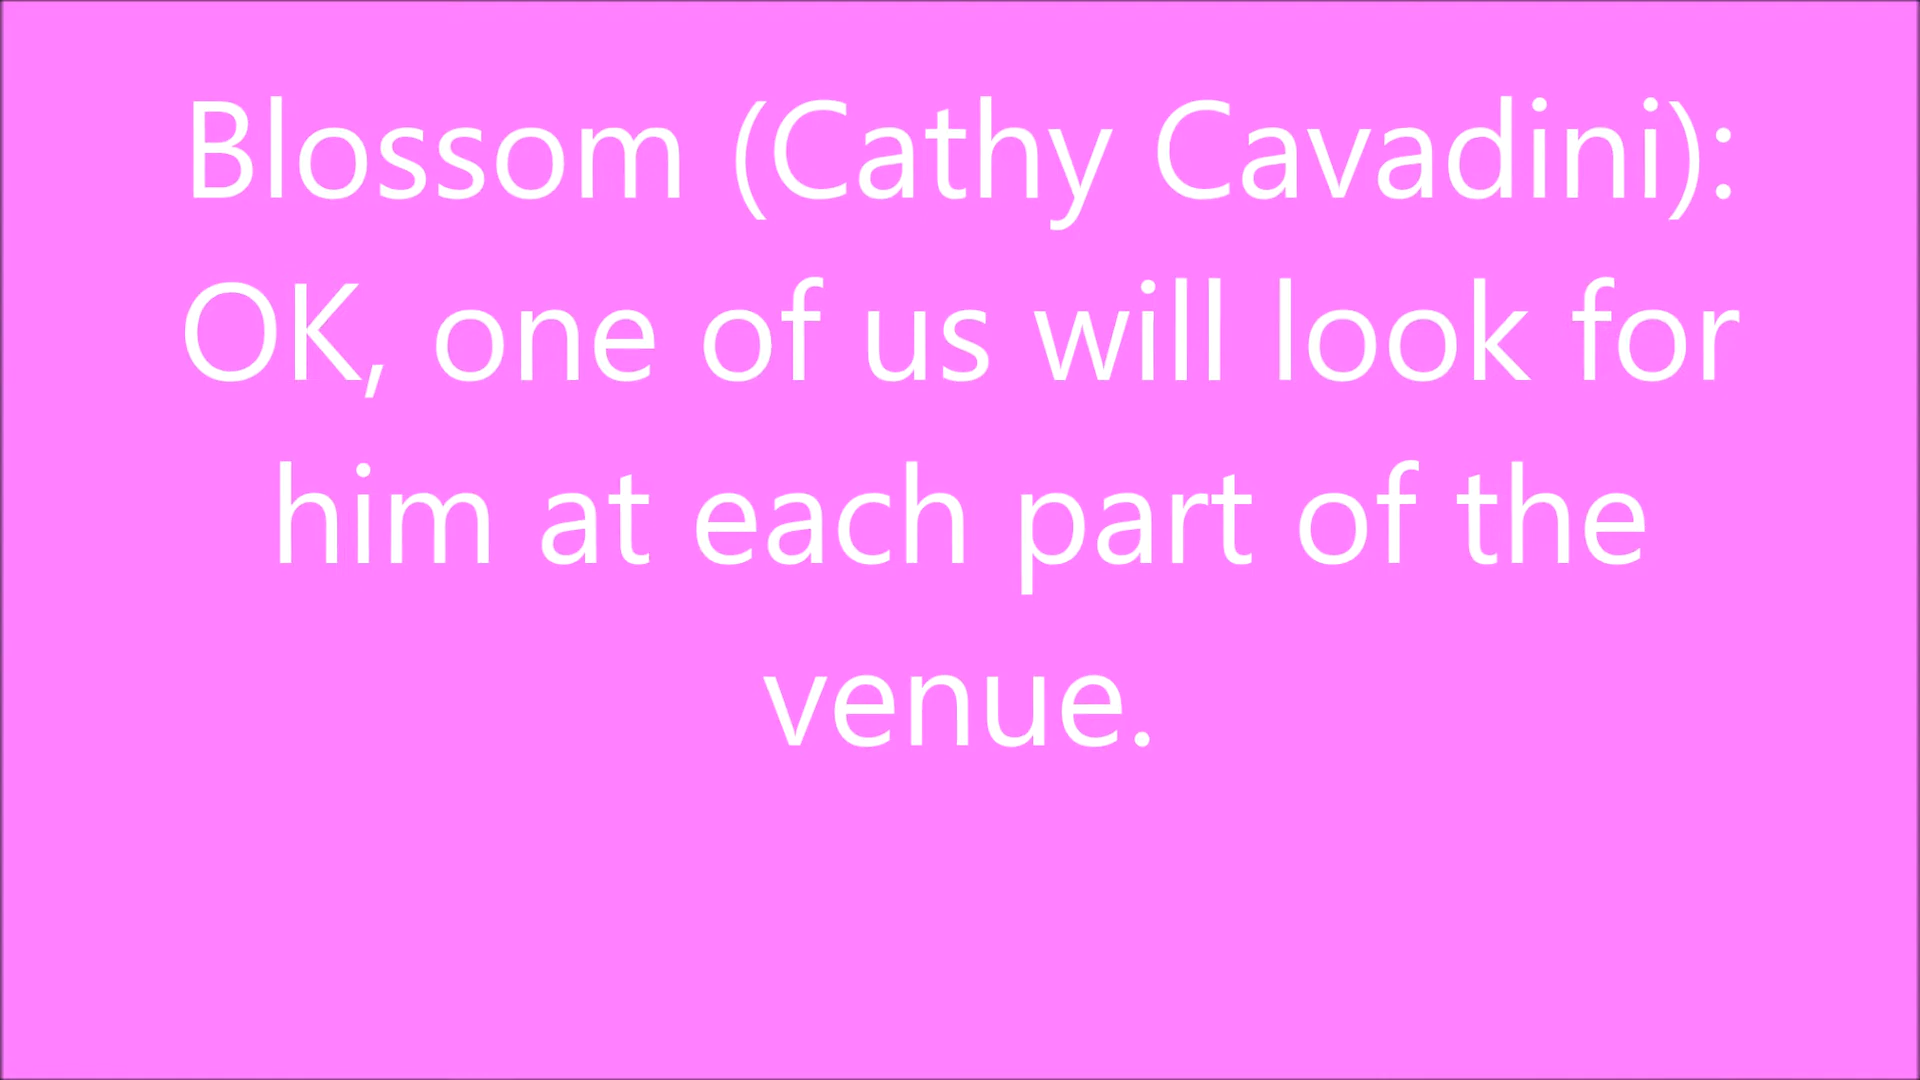 Blossom (Cathy Cavadini):
OK, one of us will look for
him at each part of the
venue.